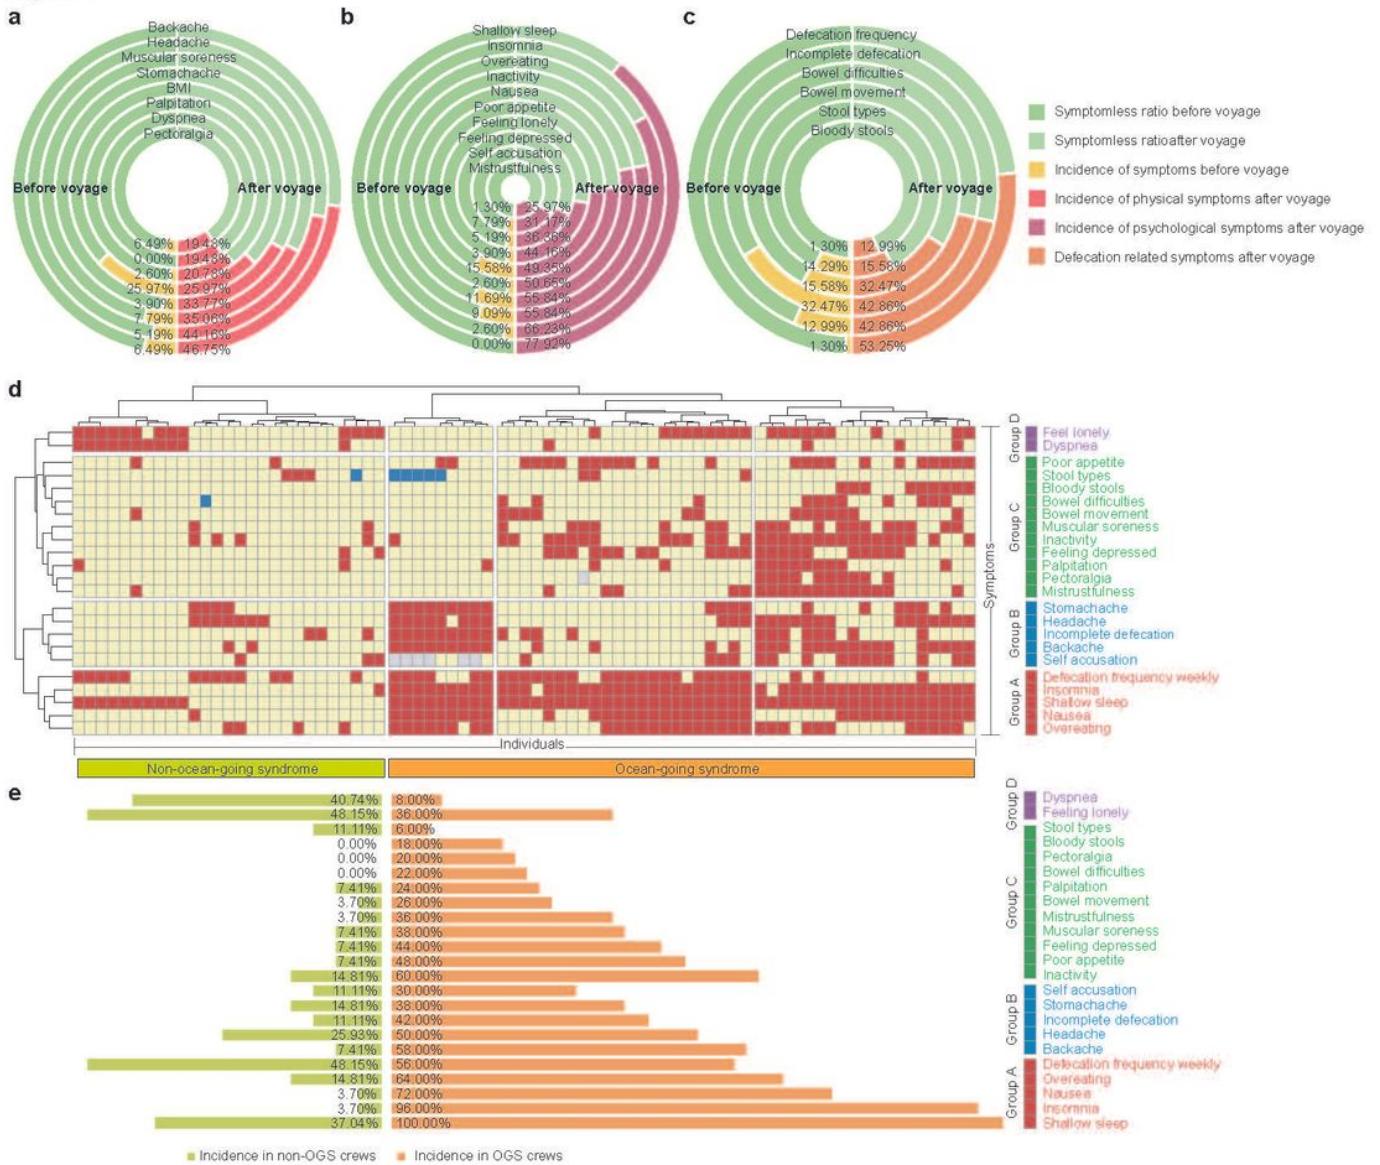 a
Backache
Headache
Muscular soreness
Stomachache
BMI
Palpitation
Dyspnea
Pectoralgia
Before voyage
After voyage
6.49% 19.48%
0.00% 19.48%
2.60% 20.78%
25.97% 25.97%
3.90% 33.77%
7.79% 35.06%
5.19% 44.16%
6.49% 46.75%
b
Shallow sleep
Insomnia
Overeating
Inactivity
Nausea
Poor appetite
Feeling lonely
Feeling depressed
Self accusation
Mistrustfulness
Before voyage
After voyage
1.30% 25.97%
7.79% 31.17%
5.19% 36.36%
3.90% 44.16%
15.58% 49.35%
2.60% 50.65%
11.69% 55.84%
9.09% 55.84%
2.60% 66.23%
0.00% 77.92%
c
Defecation frequency
Incomplete defecation
Bowel difficulties
Bowel movement
Stool types
Bloody stools
Before voyage
After voyage
1.30% 12.99%
14.29% 15.58%
15.58% 32.47%
32.47% 42.86%
12.99% 42.86%
1.30% 53.25%
Symptomless ratio before voyage
Symptomless ratioafter voyage
Incidence of symptoms before voyage
Incidence of physical symptoms after voyage
Incidence of psychological symptoms after voyage
Defecation related symptoms after voyage
d
Group D
Feel lonely
Dyspnea
Group C
Poor appetite
Stool types
Bloody stools
Bowel difficulties
Bowel movement
Muscular soreness
Inactivity
Feeling depressed
Palpitation
Pectoralgia
Mistrustfulness
Symptoms
Group B
Stomachache
Headache
Incomplete defecation
Backache
Self accusation
Group A
Defecation frequency weekly
Insomnia
Shallow sleep
Nausea
Overeating
Individuals
Non-ocean-going syndrome
Ocean-going syndrome
e
40.74% 8.00%
48.15% 36.00%
11.11% 6.00%
0.00% 18.00%
0.00% 20.00%
0.00% 22.00%
7.41% 24.00%
3.70% 26.00%
3.70% 36.00%
7.41% 38.00%
7.41% 44.00%
7.41% 48.00%
14.81% 60.00%
11.11% 30.00%
14.81% 38.00%
11.11% 42.00%
25.93% 50.00%
7.41% 58.00%
48.15% 56.00%
14.81% 64.00%
3.70% 72.00%
3.70% 96.00%
37.04% 100.00%
Group D
Dyspnea
Feeling lonely
Group C
Stool types
Bloody stools
Pectoralgia
Bowel difficulties
Palpitation
Bowel movement
Mistrustfulness
Muscular soreness
Feeling depressed
Poor appetite
Inactivity
Group B
Self accusation
Stomachache
Incomplete defecation
Headache
Backache
Group A
Defecation frequency weekly
Overeating
Nausea
Insomnia
Shallow sleep
Incidence in non-OGS crews
Incidence in OGS crews